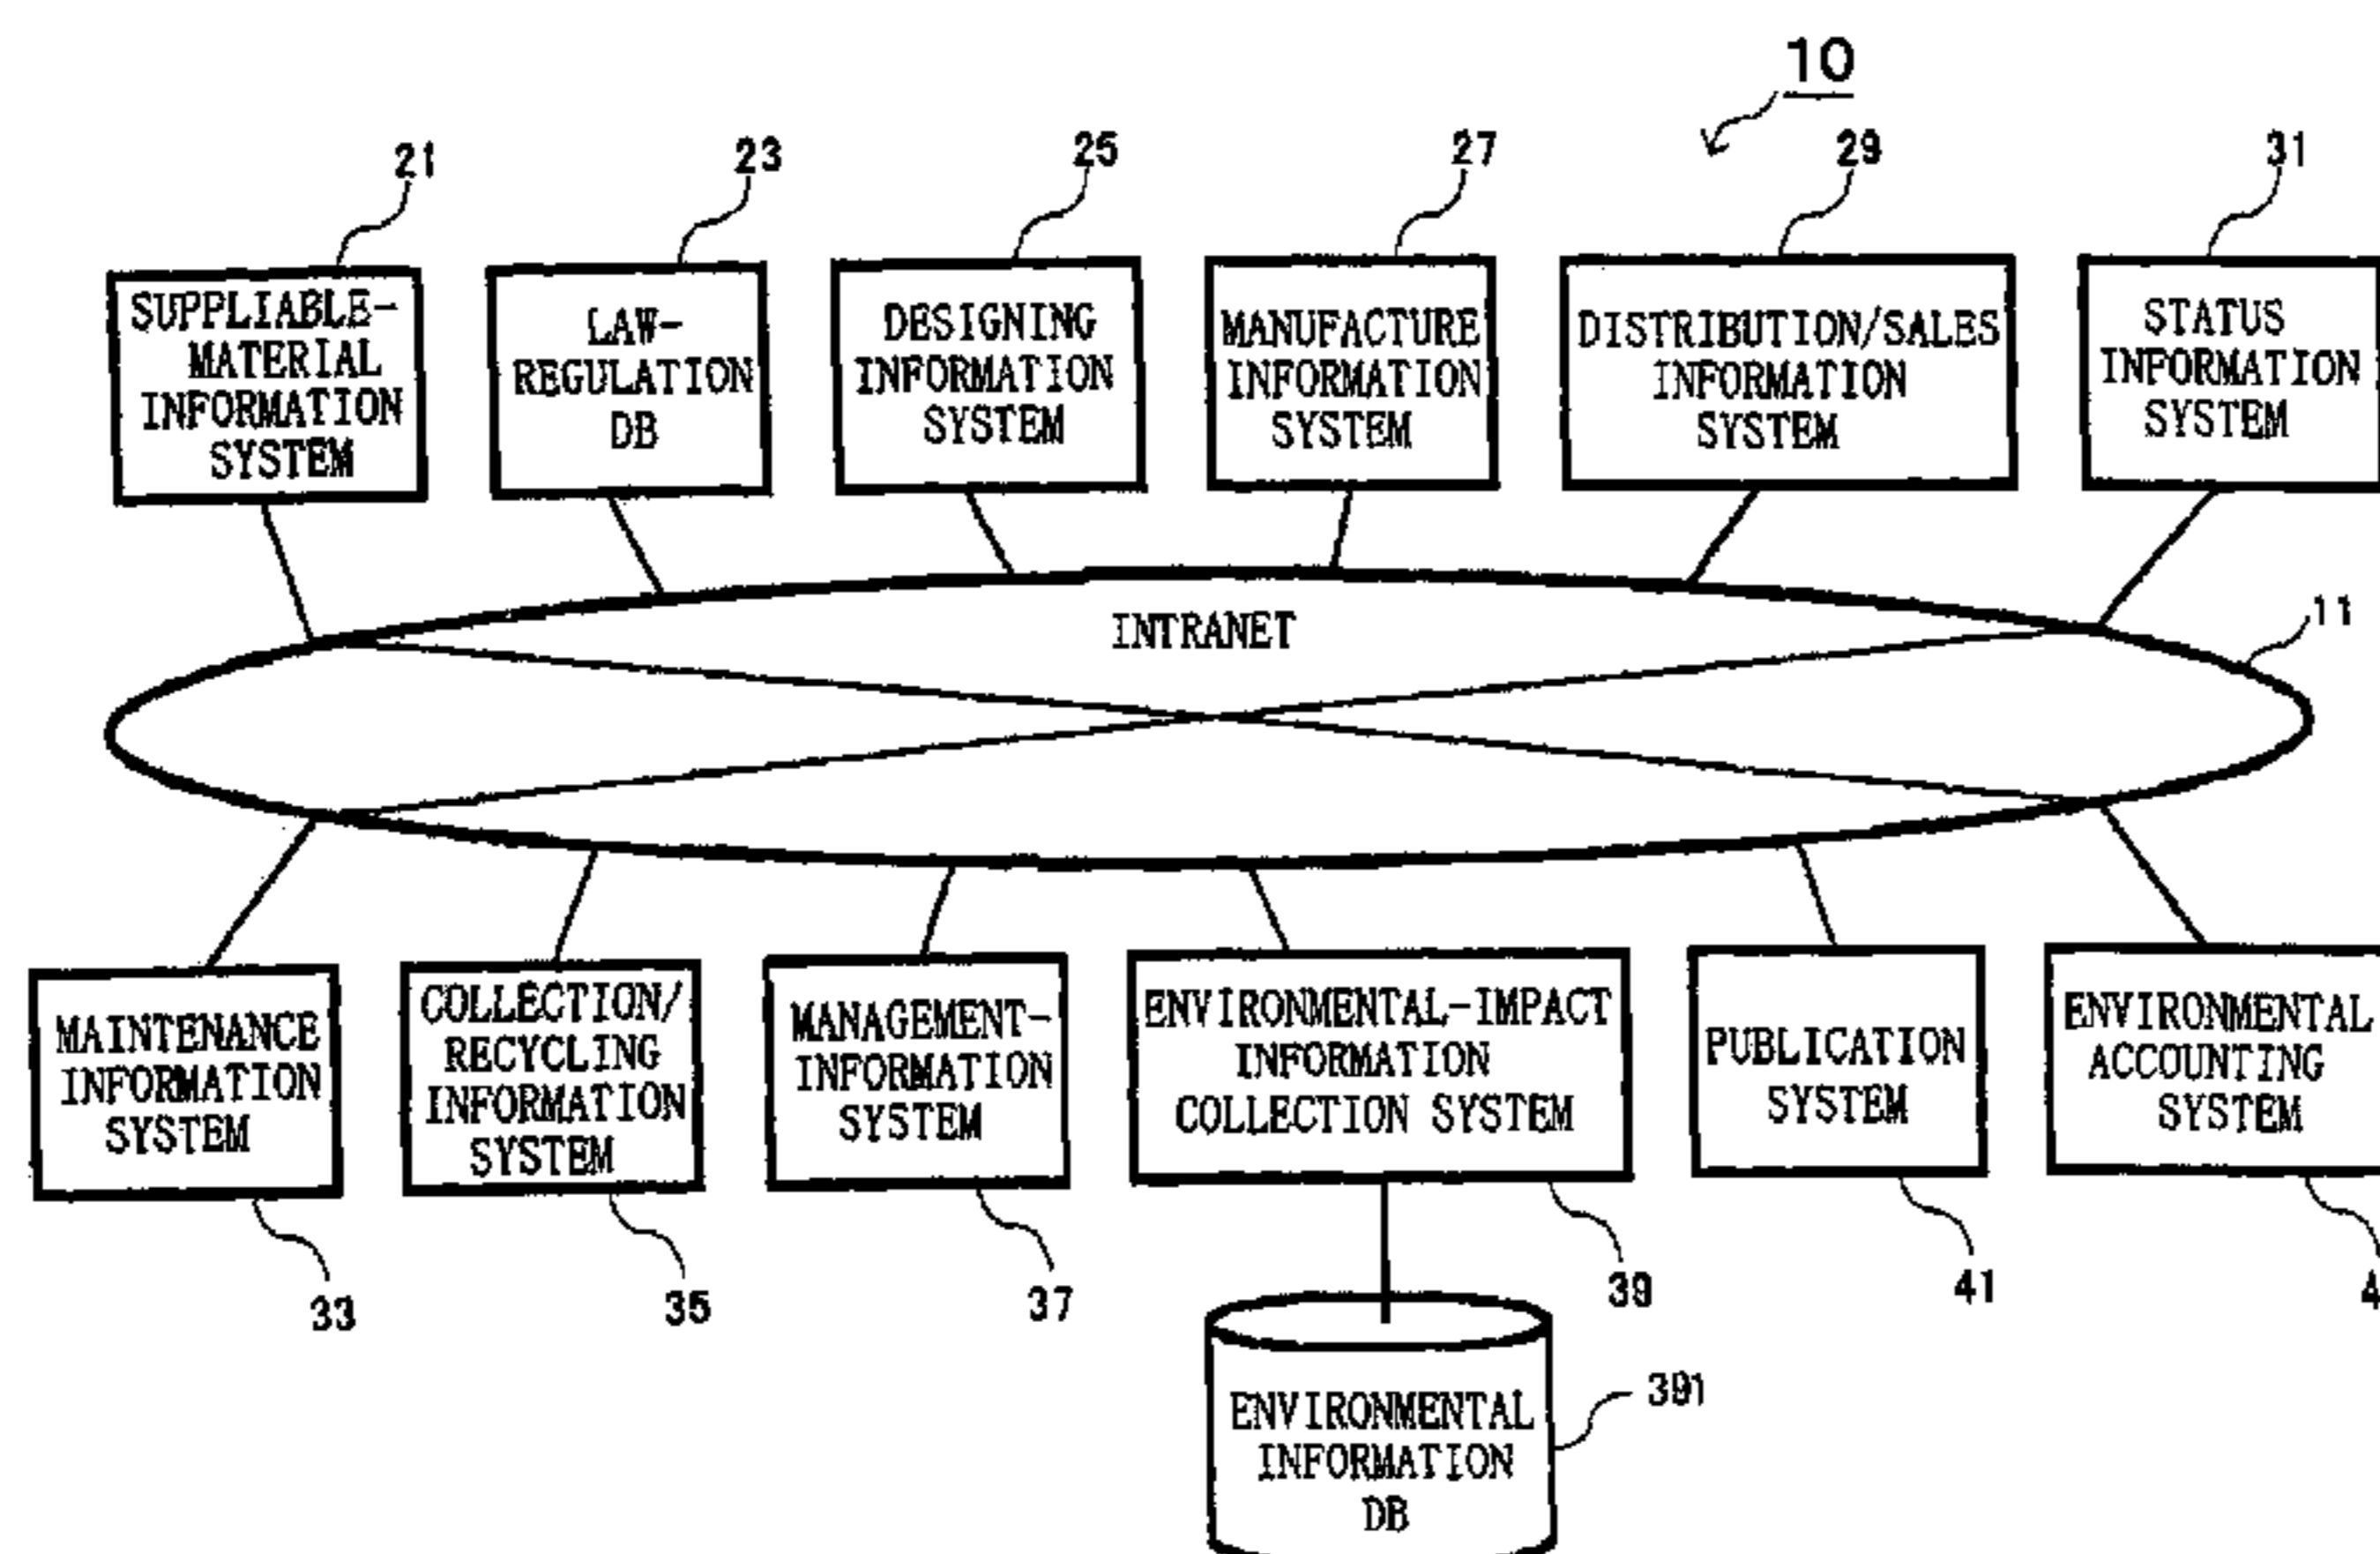 10
21
23
25
27
29
31
SUPPLIABLE-
MATERIAL
INFORMATION
SYSTEM
LAW-
REGULATION
DB
DESIGNING
INFORMATION
SYSTEM
MANUFACTURE
INFORMATION
SYSTEM
DISTRIBUTION/SALES
INFORMATION
SYSTEM
STATUS
INFORMATION
SYSTEM
INTRANET
11
MAINTENANCE
INFORMATION
SYSTEM
COLLECTION/
RECYCLING
INFORMATION
SYSTEM
MANAGEMENT-
INFORMATION
SYSTEM
ENVIRONMENTAL-IMPACT
INFORMATION
COLLECTION SYSTEM
PUBLICATION
SYSTEM
ENVIRONMENTAL
ACCOUNTING
SYSTEM
33
35
37
39
41
ENVIRONMENTAL
INFORMATION
DB
391